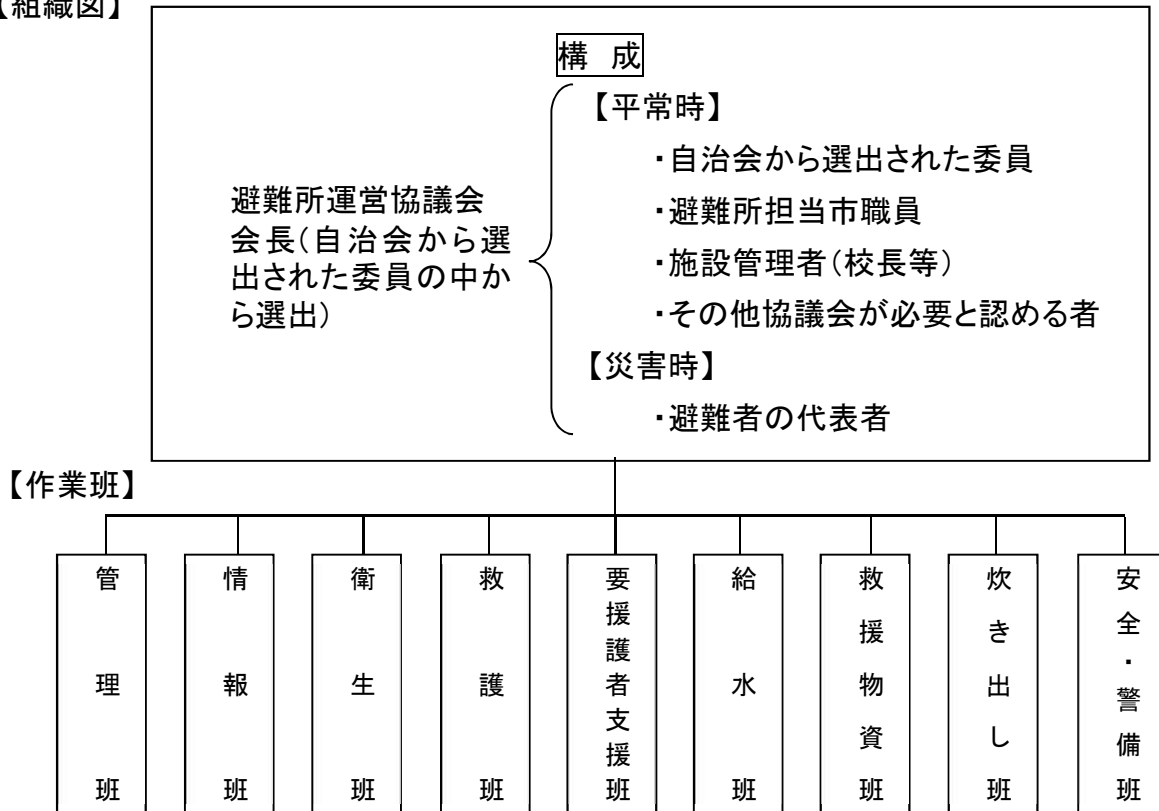 【組織図】
構 成
【平常時】
・自治会から選出された委員
・避難所担当市職員
・施設管理者(校長等)
・その他協議会が必要と認める者
【災害時】
・避難者の代表者
避難所運営協議会
会長(自治会から選
出された委員の中か
ら選出)
【作業班】
管理班
情報班
衛生班
救護班
要援護者支援班
給水班
救援物資班
炊き出し班
安全・警備班